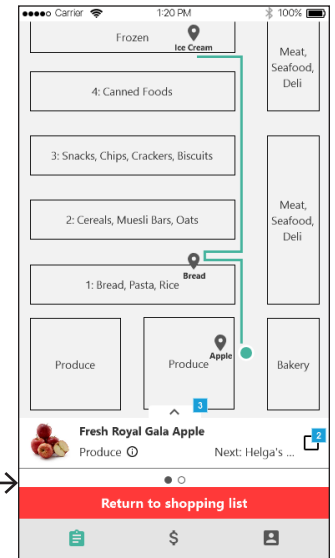 Carrier 1:20 PM 100%
Frozen
Ice Cream
Meat,
Seafood,
Deli
4: Canned Foods
3: Snacks, Chips, Crackers, Biscuits
2: Cereals, Muesli Bars, Oats
Meat,
Seafood,
Deli
Bread
1: Bread, Pasta, Rice
Apple
Produce
Produce
Bakery
3
Fresh Royal Gala Apple
2
Produce
Next: Helga's ...
Return to shopping list
$